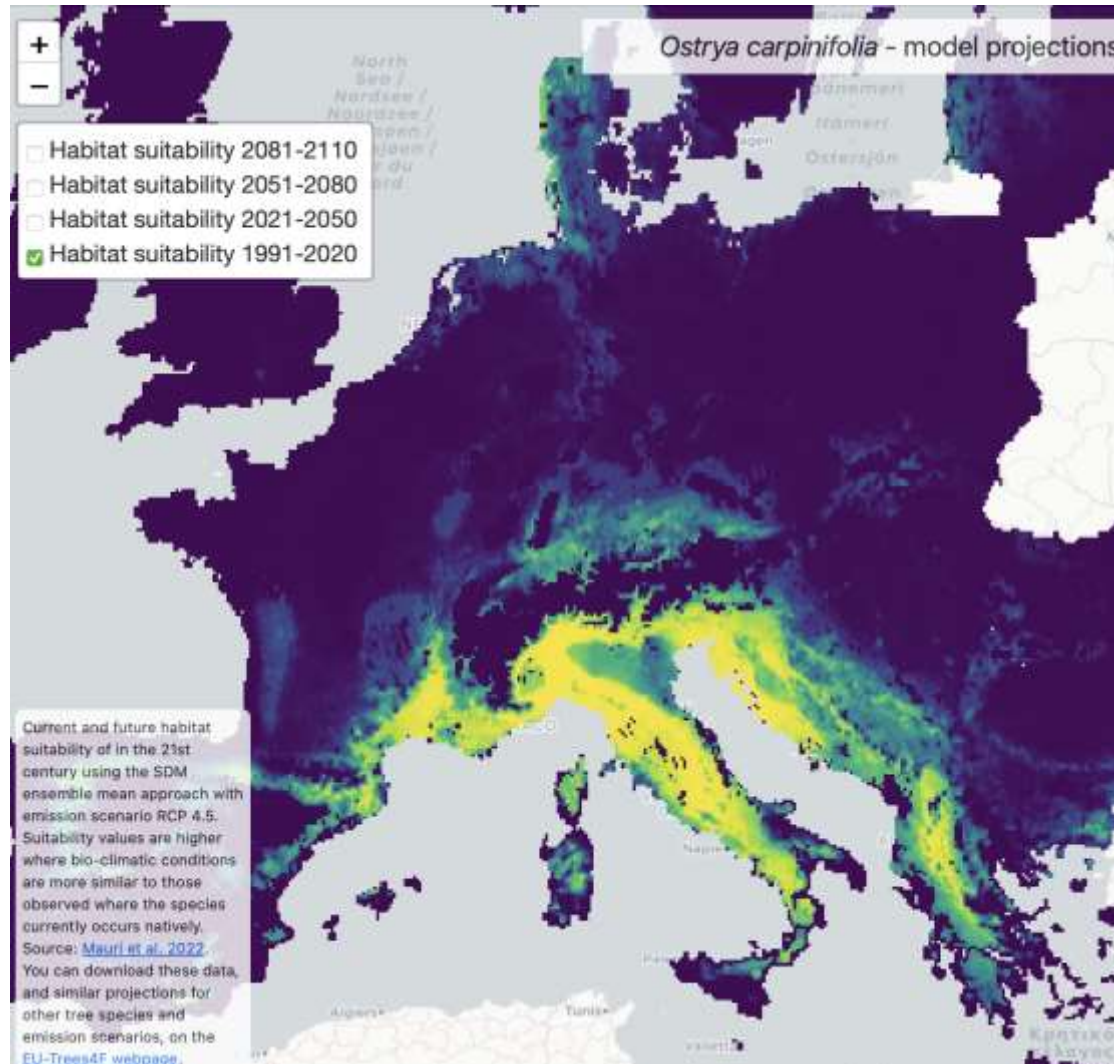 +
Ostrya carpinifolia - model projections
−
North
Sea /
Nordsee /
Noordzee /
Habitat suitability 2081-2110
Habitat suitability 2051-2080
Habitat suitability 2021-2050
Habitat suitability 1991-2020
Östersjön
Current and future habitat
suitability of in the 21st
century using the SDM
ensemble mean approach with
emission scenario RCP 4.5.
Suitability values are higher
where bio-climatic conditions
are more similar to those
observed where the species
currently occurs natively.
Source: Mauri et al. 2022.
You can download these data,
and similar projections for
other tree species and
emission scenarios, on the
EU-Trees4F webpage.